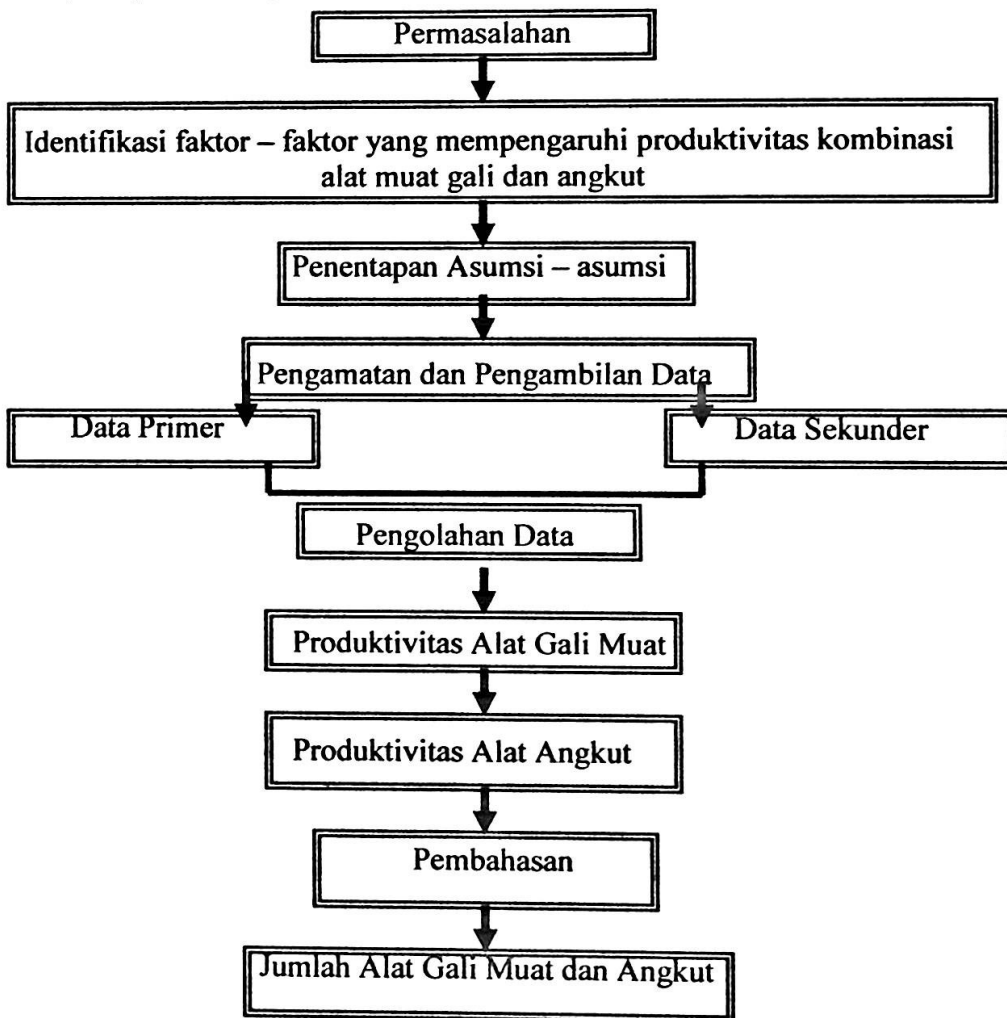 Permasalahan
Identifikasi faktor – faktor yang mempengaruhi produktivitas kombinasi
alat muat gali dan angkut
Penentapan Asumsi – asumsi
Pengamatan dan Pengambilan Data
Data Primer
Data Sekunder
Pengolahan Data
Produktivitas Alat Gali Muat
Produktivitas Alat Angkut
Pembahasan
Jumlah Alat Gali Muat dan Angkut